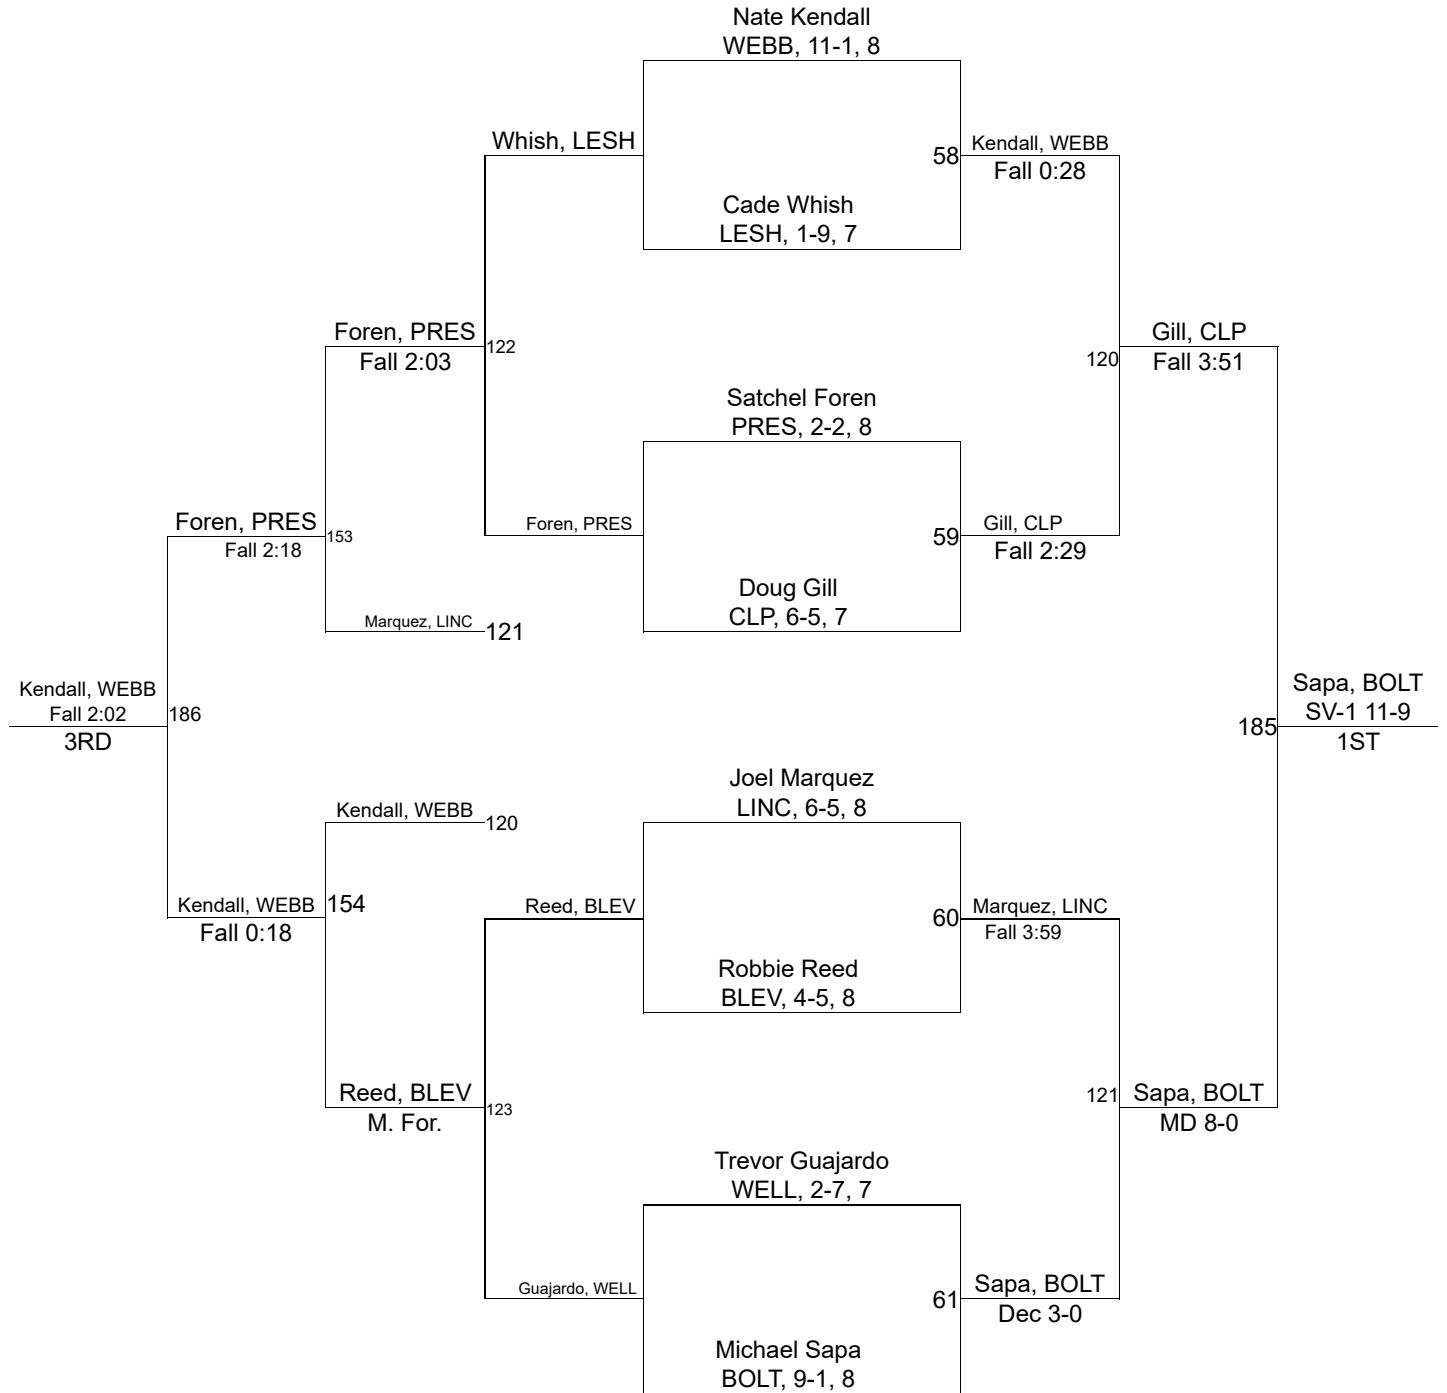 Nate Kendall
WEBB, 11-1, 8
Whish, LESH
58
Kendall, WEBB
Fall 0:28
Cade Whish
LESH, 1-9, 7
Foren, PRES
Fall 2:03
122
120
Gill, CLP
Fall 3:51
Satchel Foren
PRES, 2-2, 8
Foren, PRES
Fall 2:18
153
Foren, PRES
59
Gill, CLP
Fall 2:29
Doug Gill
CLP, 6-5, 7
Marquez, LINC
121
Kendall, WEBB
Fall 2:02
3RD
186
185
Sapa, BOLT
SV-1 11-9
1ST
Joel Marquez
LINC, 6-5, 8
Kendall, WEBB
120
Kendall, WEBB
Fall 0:18
154
Reed, BLEV
60
Marquez, LINC
Fall 3:59
Robbie Reed
BLEV, 4-5, 8
Reed, BLEV
M. For.
123
121
Sapa, BOLT
MD 8-0
Trevor Guajardo
WELL, 2-7, 7
Guajardo, WELL
61
Sapa, BOLT
Dec 3-0
Michael Sapa
BOLT, 9-1, 8